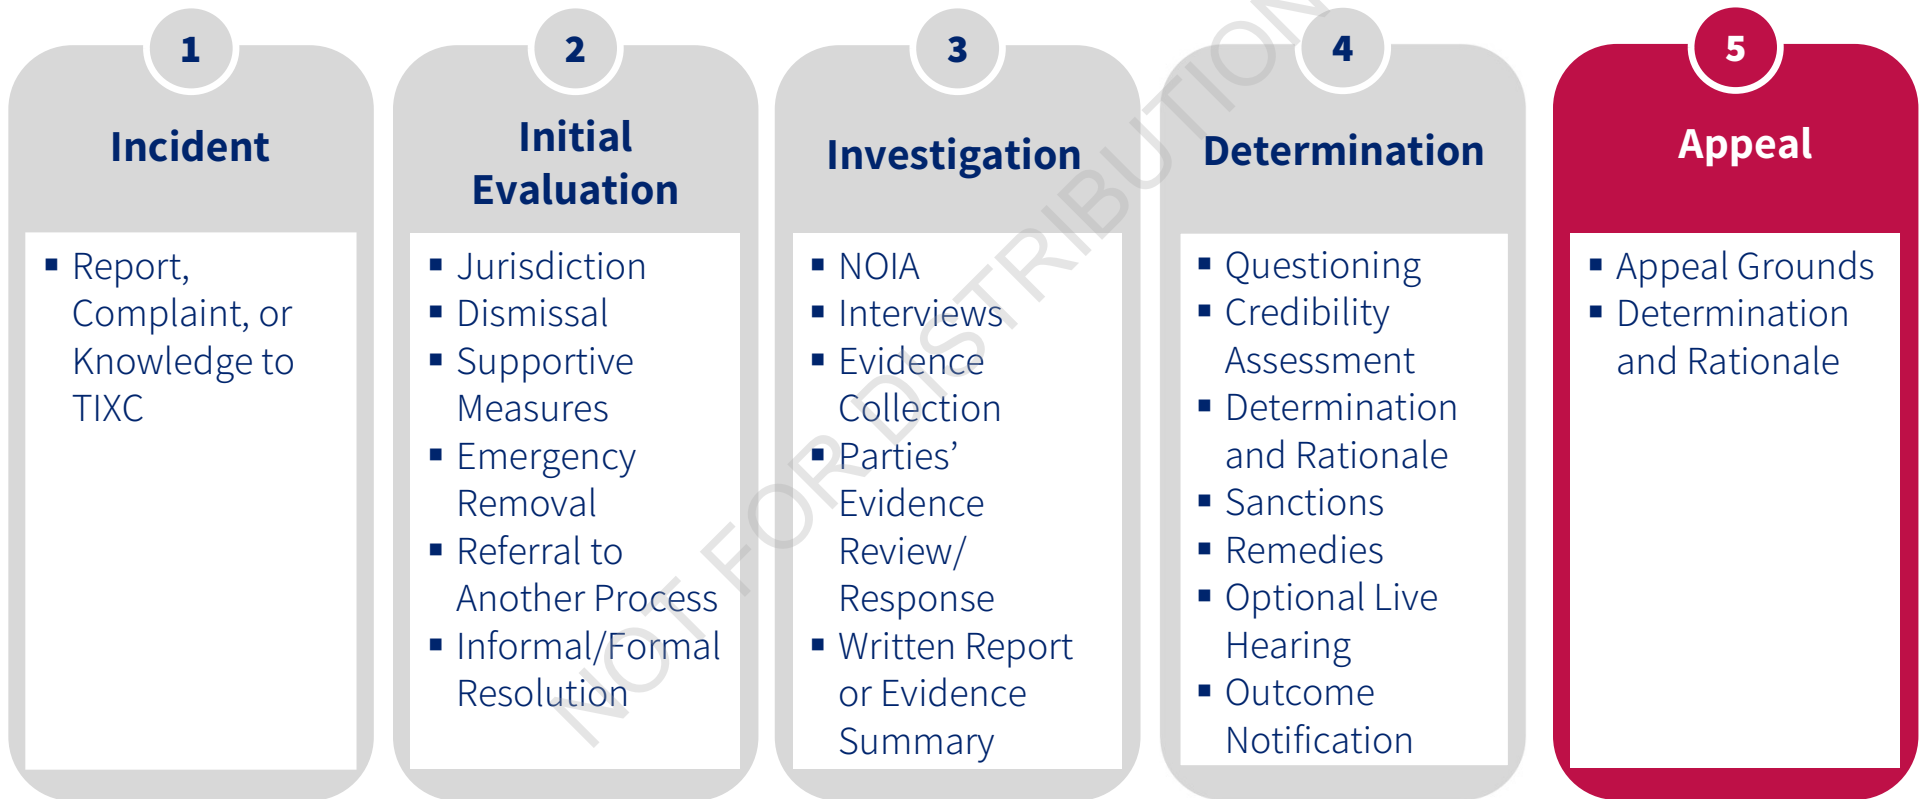 1
Incident
▪ Report,
Complaint, or
Knowledge to
TIXC
2
Initial
Evaluation
▪ Jurisdiction
▪ Dismissal
▪ Supportive
Measures
▪ Emergency
Removal
▪ Referral to
Another Process
▪ Informal/Formal
Resolution
3
Investigation
▪ NOIA
▪ Interviews
▪ Evidence
Collection
▪ Parties’
Evidence
Review/
Response
▪ Written Report
or Evidence
Summary
4
Determination
▪ Questioning
▪ Credibility
Assessment
▪ Determination
and Rationale
▪ Sanctions
▪ Remedies
▪ Optional Live
Hearing
▪ Outcome
Notification
5
Appeal
▪ Appeal Grounds
▪ Determination
and Rationale
NOT FOR DISTRIBUTION